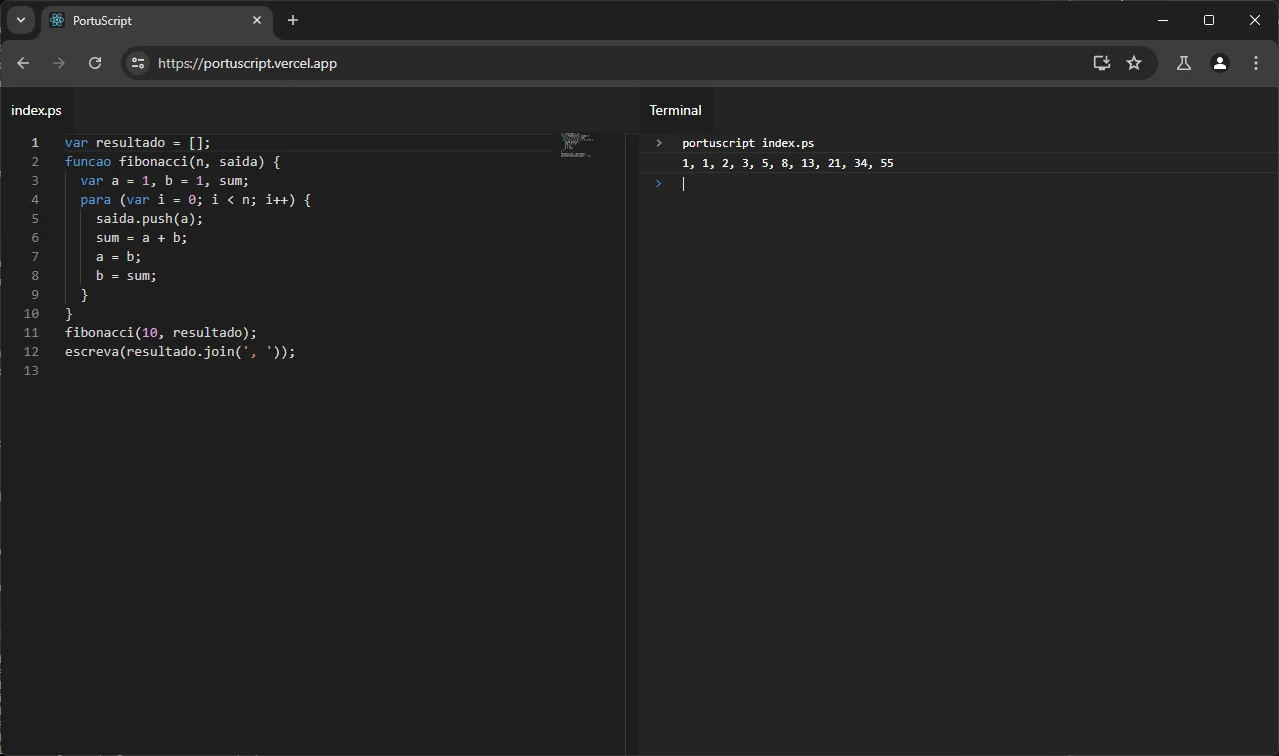 PortuScript
https://portuscript.vercel.app
index.ps
1 var resultado = [];
2 funcao fibonacci(n, saida) {
3 var a = 1, b = 1, sum;
4 para (var i = 0; i < n; i++) {
5 saida.push(a);
6 sum = a + b;
7 a = b;
8 b = sum;
9 }
10 }
11 fibonacci(10, resultado);
12 escreva(resultado.join(', '));
13
Terminal
> portuscript index.ps
1, 1, 2, 3, 5, 8, 13, 21, 34, 55
>